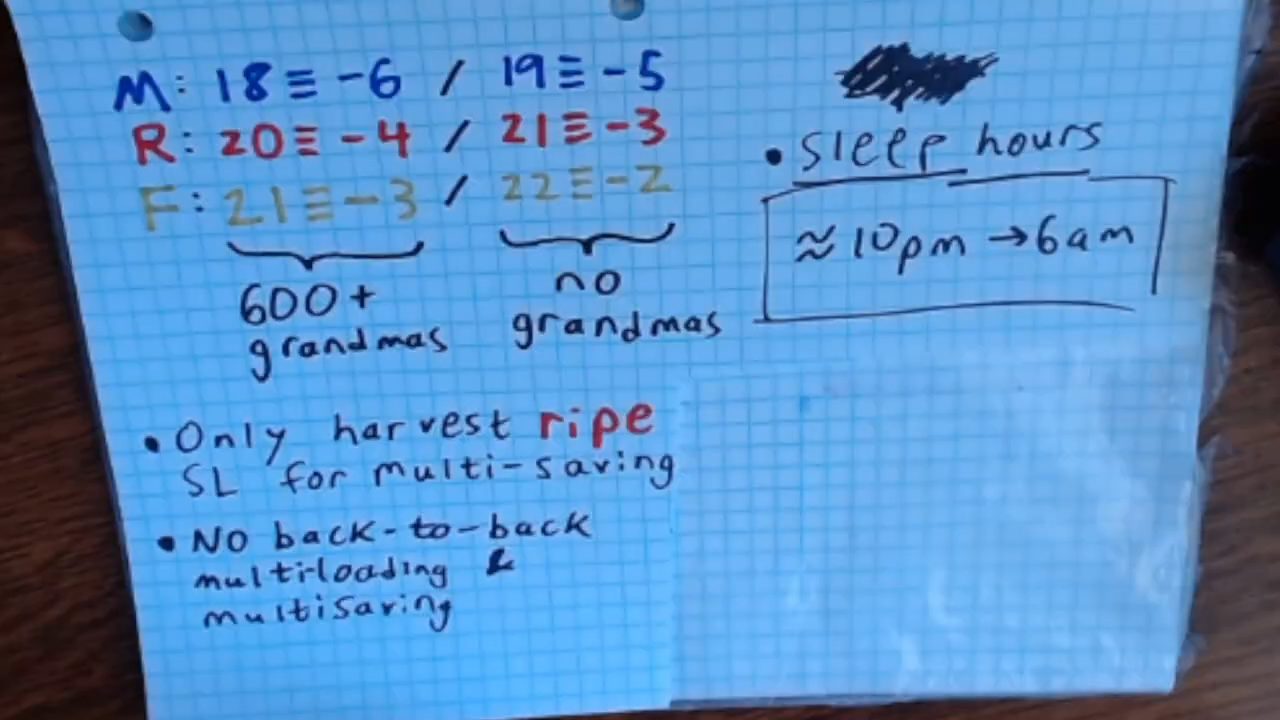 M: 18 ≡ -6 / 19 ≡ -5
R: 20 ≡ -4 / 21 ≡ -3
F: 21 ≡ -3 / 22 ≡ -2
600+
grandmas
no
grandmas
• Only harvest ripe
SL for multi-saving
• No back-to-back
multiloading &
multisaving
• sleep hours
≈ 10pm → 6am